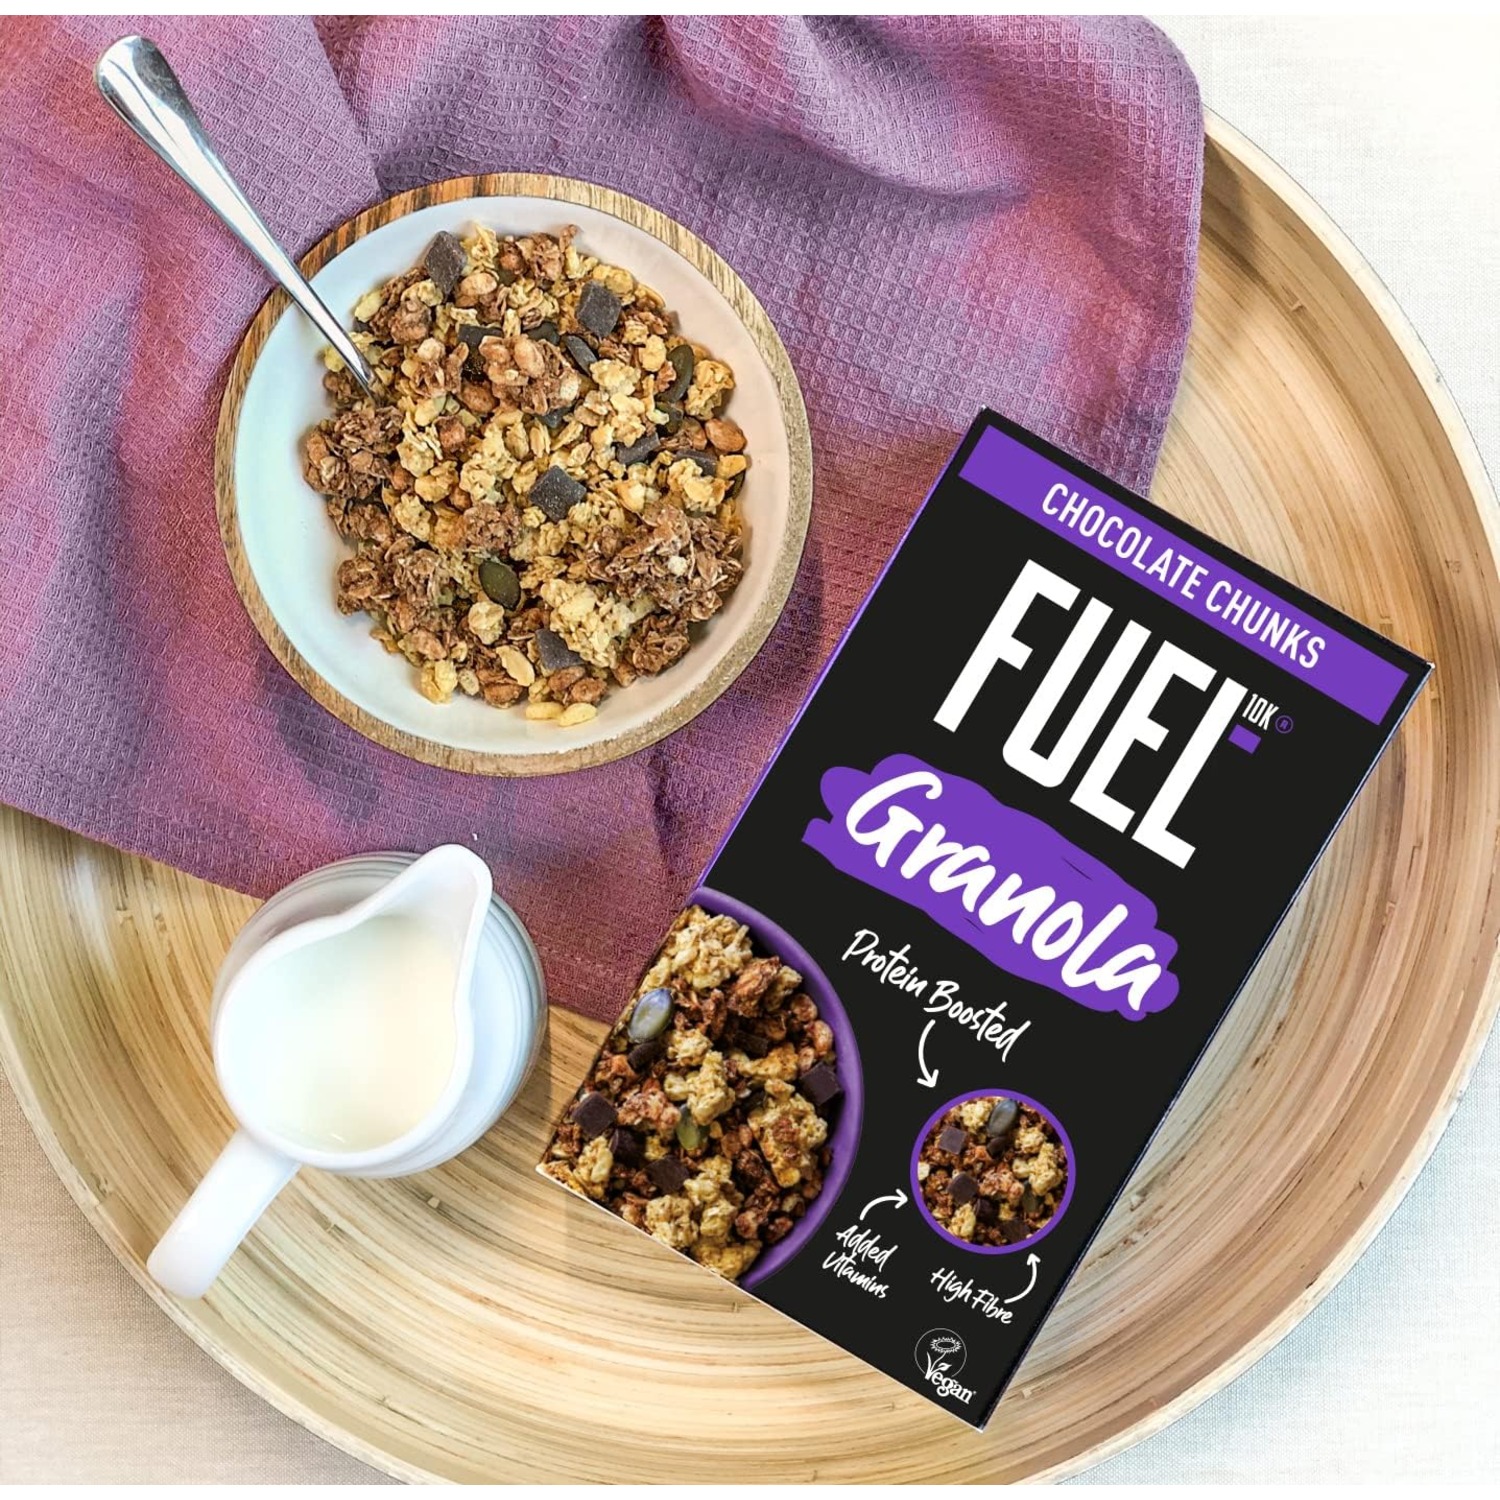 CHOCOLATE CHUNKS
FUEL
10K®
Granola
Protein Boosted
Added
Vitamins
High Fibre
Vegan